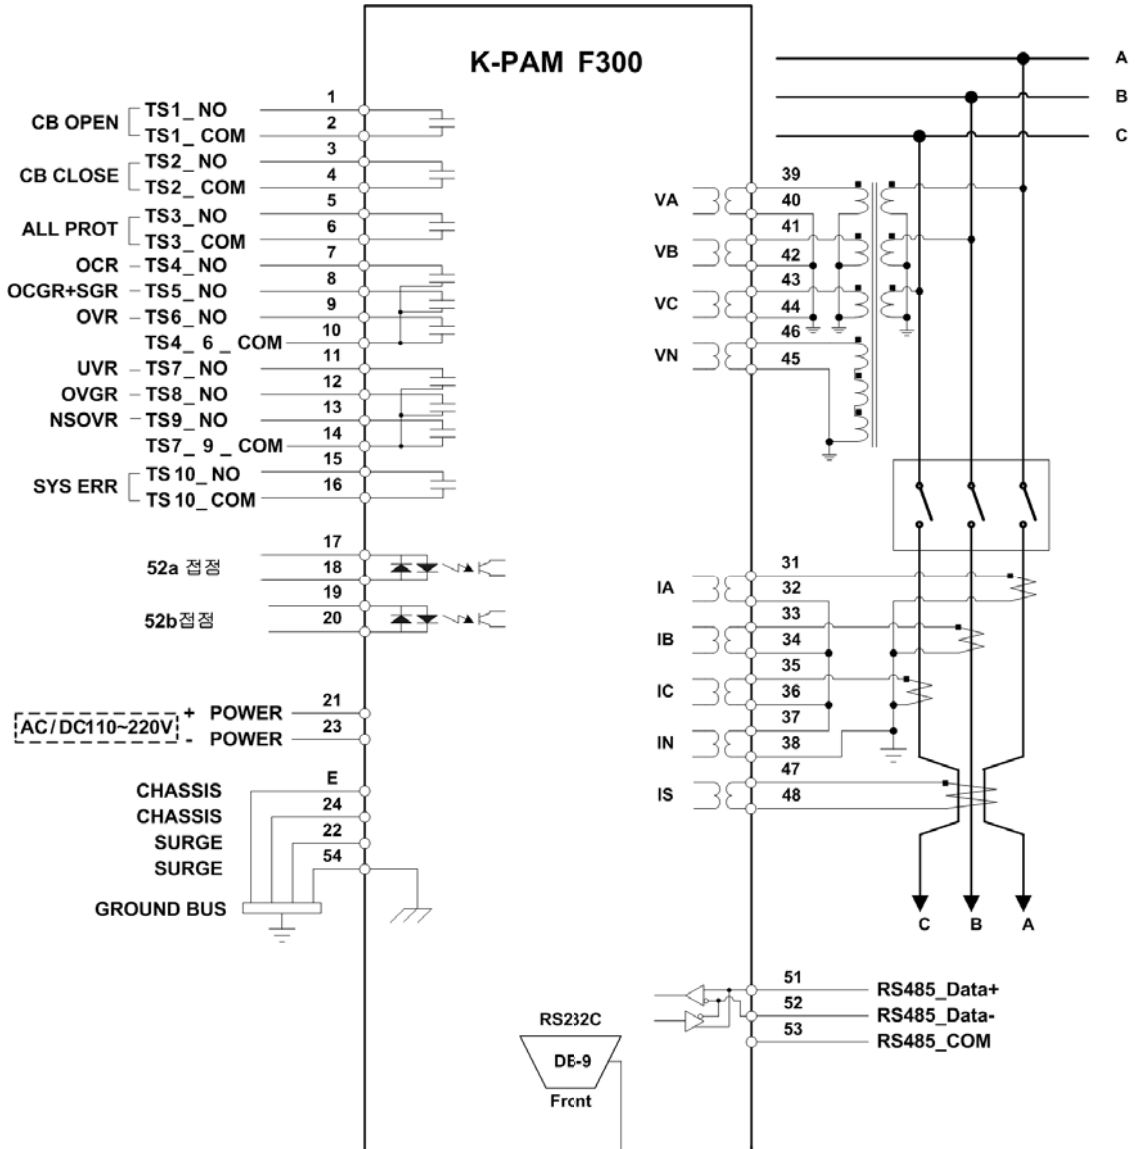 K-PAM F300
A
B
C
CB OPEN
TS1_NO 1
TS1_COM 2
CB CLOSE
TS2_NO 3
TS2_COM 4
ALL PROT
TS3_NO 5
TS3_COM 6
OCR – TS4_NO 7
OCGR+SGR – TS5_NO 8
OVR – TS6_NO 9
TS4_6_COM 10
UVR – TS7_NO 11
OVGR – TS8_NO 12
NSOVR – TS9_NO 13
TS7_9_COM 14
SYS ERR
TS10_NO 15
TS10_COM 16
52a 접정 17
18
52b접정 19
20
AC/DC110~220V
+ POWER 21
- POWER 23
CHASSIS E
CHASSIS 24
SURGE 22
SURGE 54
GROUND BUS
VA 39
40
VB 41
42
VC 43
44
VN 46
45
IA 31
32
IB 33
34
IC 35
36
IN 37
38
IS 47
48
C B A
51 RS485_Data+
52 RS485_Data-
53 RS485_COM
RS232C
DB-9
Front